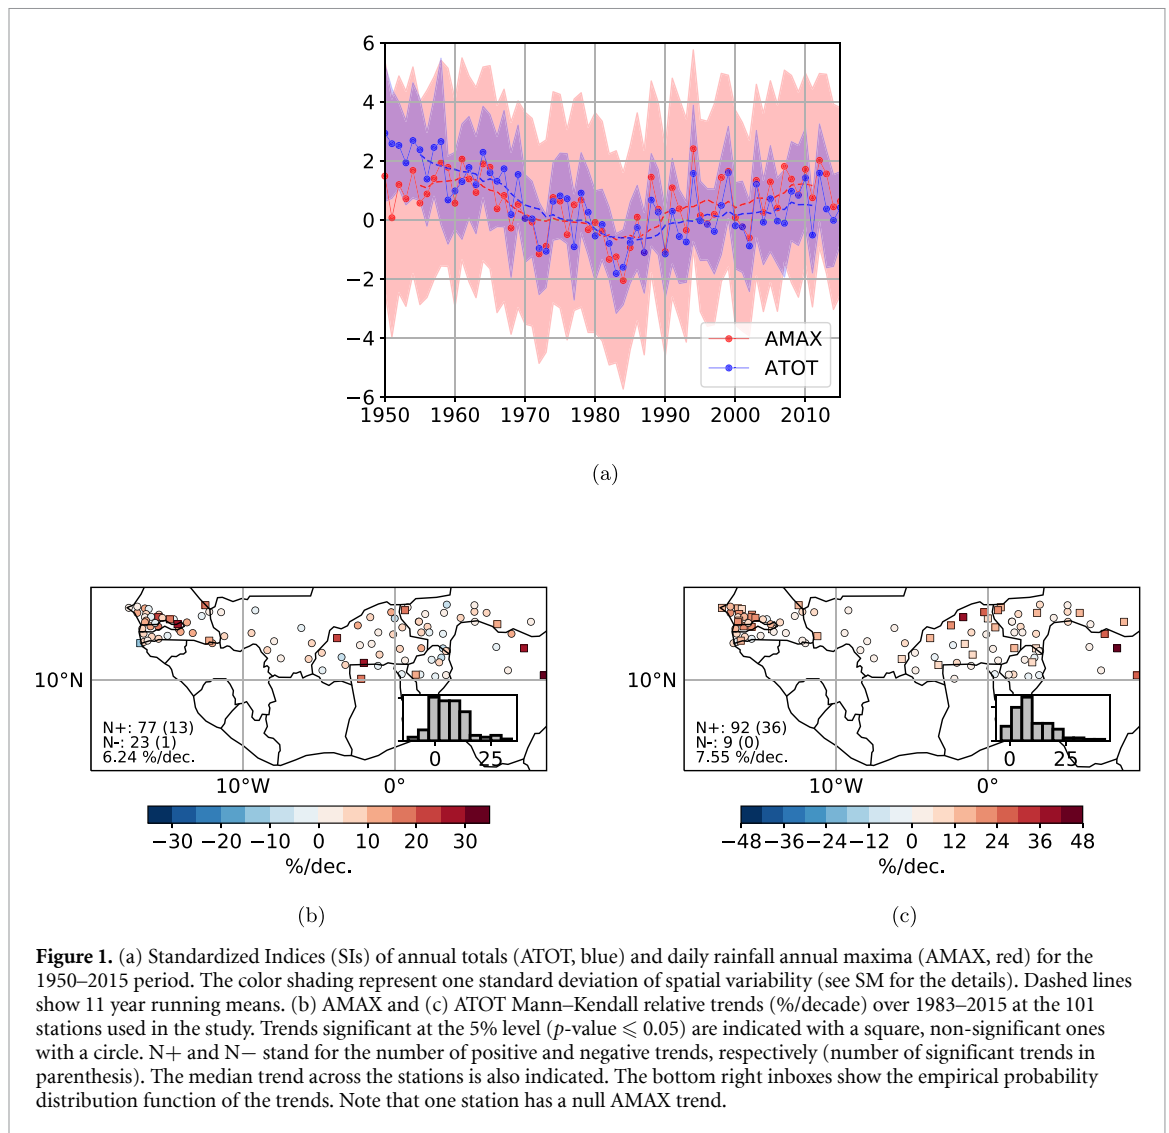 6
4
2
0
−2
−4
−6
AMAX
ATOT
1950 1960 1970 1980 1990 2000 2010
(a)
10°N
N+: 77 (13)
N-: 23 (1)
6.24 %/dec.
0 25
10°W 0°
−30 −20 −10 0 10 20 30
%/dec.
(b)
10°N
N+: 92 (36)
N-: 9 (0)
7.55 %/dec.
0 25
10°W 0°
−48 −36 −24 −12 0 12 24 36 48
%/dec.
(c)
Figure 1. (a) Standardized Indices (SIs) of annual totals (ATOT, blue) and daily rainfall annual maxima (AMAX, red) for the
1950–2015 period. The color shading represent one standard deviation of spatial variability (see SM for the details). Dashed lines
show 11 year running means. (b) AMAX and (c) ATOT Mann–Kendall relative trends (%/decade) over 1983–2015 at the 101
stations used in the study. Trends significant at the 5% level (p-value ⩽ 0.05) are indicated with a square, non-significant ones
with a circle. N+ and N− stand for the number of positive and negative trends, respectively (number of significant trends in
parenthesis). The median trend across the stations is also indicated. The bottom right inboxes show the empirical probability
distribution function of the trends. Note that one station has a null AMAX trend.